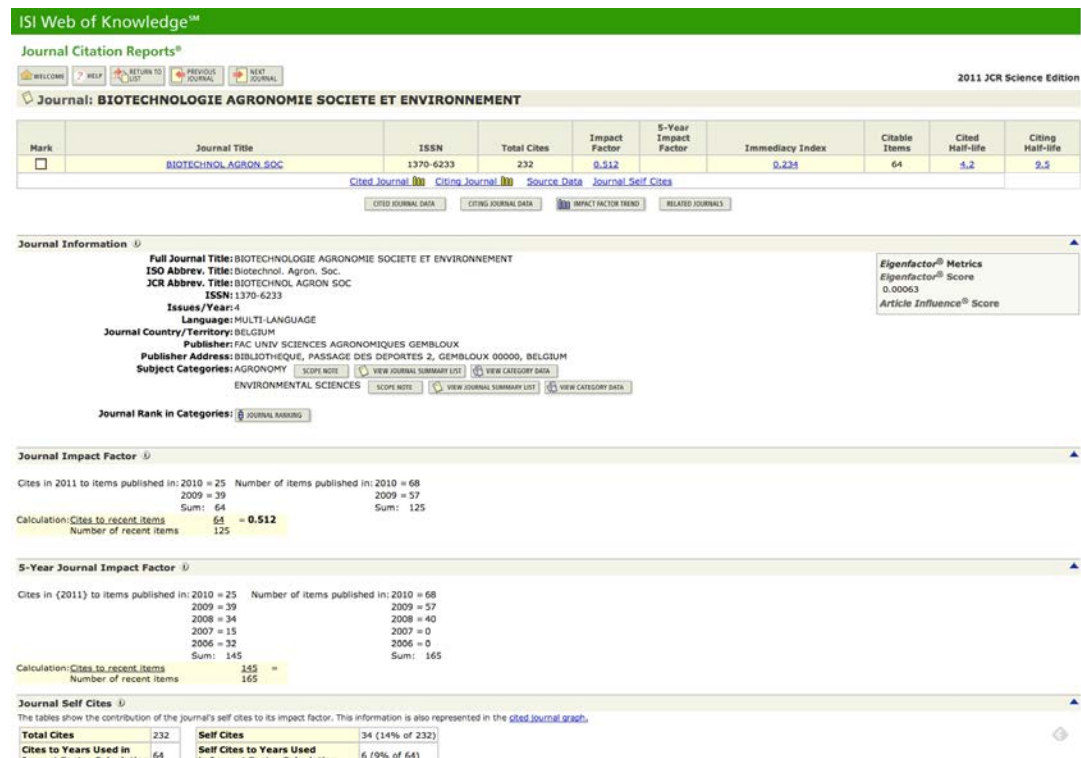 ISI Web of Knowledge℠
Journal Citation Reports®
WELCOME ? HELP RETURN TO LIST PREVIOUS JOURNAL NEXT JOURNAL
2011 JCR Science Edition
Journal: BIOTECHNOLOGIE AGRONOMIE SOCIETE ET ENVIRONNEMENT
Mark Journal Title ISSN Total Cites Impact Factor 5-Year Impact Factor Immediacy Index Citable Items Cited Half-life Citing Half-life
BIOTECHNOL AGRON SOC 1370-6233 232 0.512 0.234 64 4.2 9.5
Cited Journal Citing Journal Source Data Journal Self Cites
CITED JOURNAL DATA CITING JOURNAL DATA IMPACT FACTOR TREND RELATED JOURNALS
Journal Information
Full Journal Title: BIOTECHNOLOGIE AGRONOMIE SOCIETE ET ENVIRONNEMENT
ISO Abbrev. Title: Biotechnol. Agron. Soc.
JCR Abbrev. Title: BIOTECHNOL AGRON SOC
ISSN: 1370-6233
Issues/Year: 4
Language: MULTI-LANGUAGE
Journal Country/Territory: BELGIUM
Publisher: FAC UNIV SCIENCES AGRONOMIQUES GEMBLOUX
Publisher Address: BIBLIOTHEQUE, PASSAGE DES DEPORTES 2, GEMBLOUX 00000, BELGIUM
Subject Categories: AGRONOMY SCOPE NOTE VIEW JOURNAL SUMMARY LIST VIEW CATEGORY DATA
ENVIRONMENTAL SCIENCES SCOPE NOTE VIEW JOURNAL SUMMARY LIST VIEW CATEGORY DATA
Journal Rank in Categories: JOURNAL RANKING
Eigenfactor® Metrics
Eigenfactor® Score
0.00063
Article Influence® Score
Journal Impact Factor
Cites in 2011 to items published in: 2010 = 25 Number of items published in: 2010 = 68
2009 = 39 2009 = 57
Sum: 64 Sum: 125
Calculation: Cites to recent items 64 = 0.512
Number of recent items 125
5-Year Journal Impact Factor
Cites in {2011} to items published in: 2010 = 25 Number of items published in: 2010 = 68
2009 = 39 2009 = 57
2008 = 34 2008 = 40
2007 = 15 2007 = 0
2006 = 32 2006 = 0
Sum: 145 Sum: 165
Calculation: Cites to recent items 145 =
Number of recent items 165
Journal Self Cites
The tables show the contribution of the journal's self cites to its impact factor. This information is also represented in the cited journal graph.
Total Cites 232 Self Cites 34 (14% of 232)
Cites to Years Used in 64 Self Cites to Years Used 6 (9% of 64)